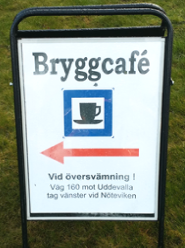 Bryggcafé
Vid översvämning !
Väg 160 mot Uddevalla
tag vänster vid Nöteviken